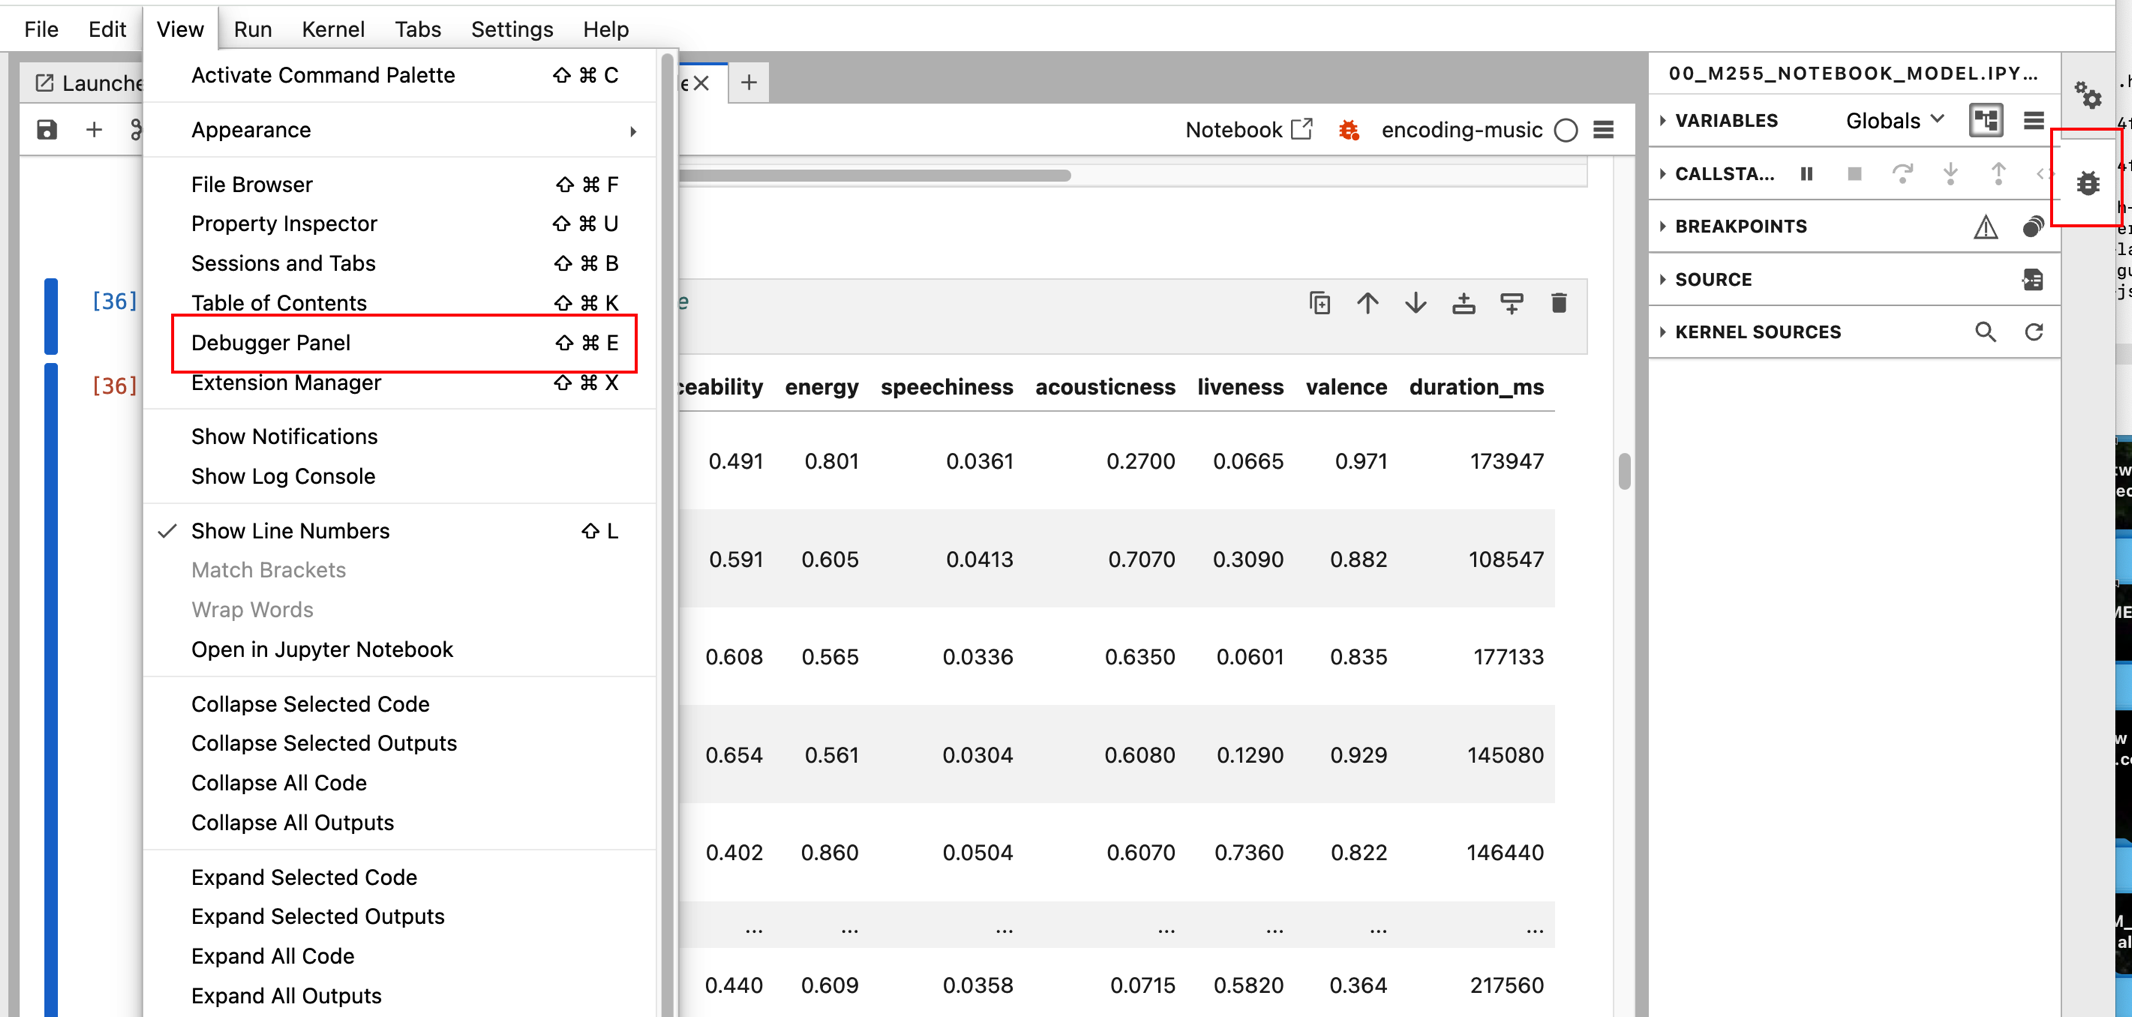 File Edit View Run Kernel Tabs Settings Help
Launche
Notebook encoding-music
Activate Command Palette ⇧ ⌘ C
Appearance
File Browser ⇧ ⌘ F
Property Inspector ⇧ ⌘ U
Sessions and Tabs ⇧ ⌘ B
Table of Contents ⇧ ⌘ K
Debugger Panel ⇧ ⌘ E
Extension Manager ⇧ ⌘ X
Show Notifications
Show Log Console
Show Line Numbers ⇧ L
Match Brackets
Wrap Words
Open in Jupyter Notebook
Collapse Selected Code
Collapse Selected Outputs
Collapse All Code
Collapse All Outputs
Expand Selected Code
Expand Selected Outputs
Expand All Code
Expand All Outputs
[36]
[36]
ceability energy speechiness acousticness liveness valence duration_ms
0.491 0.801 0.0361 0.2700 0.0665 0.971 173947
0.591 0.605 0.0413 0.7070 0.3090 0.882 108547
0.608 0.565 0.0336 0.6350 0.0601 0.835 177133
0.654 0.561 0.0304 0.6080 0.1290 0.929 145080
0.402 0.860 0.0504 0.6070 0.7360 0.822 146440
... ... ... ... ... ... ...
0.440 0.609 0.0358 0.0715 0.5820 0.364 217560
00_M255_NOTEBOOK_MODEL.IPY...
VARIABLES Globals
CALLSTA...
BREAKPOINTS
SOURCE
KERNEL SOURCES